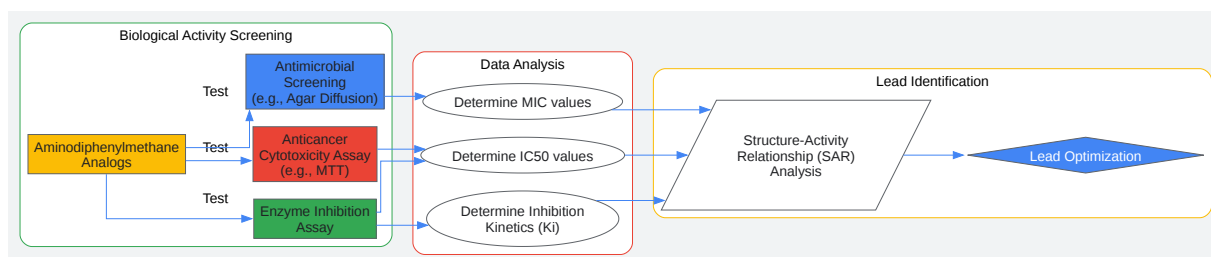 Biological Activity Screening
Test
Antimicrobial
Screening
(e.g., Agar Diffusion)
Aminodiphenylmethane
Analogs
Test
Anticancer
Cytotoxicity Assay
(e.g., MTT)
Test
Enzyme Inhibition
Assay
Data Analysis
Determine MIC values
Determine IC50 values
Determine Inhibition
Kinetics (Ki)
Lead Identification
Structure-Activity
Relationship (SAR)
Analysis
Lead Optimization